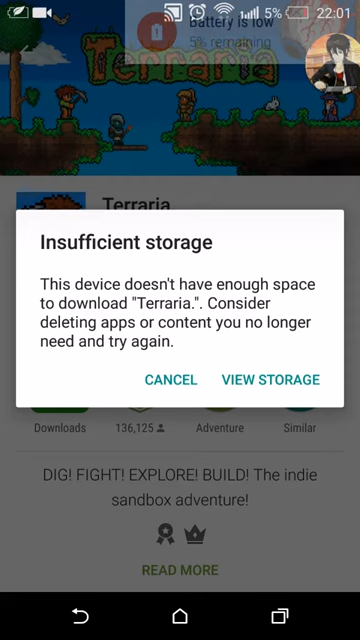 5% 22:01
Battery is low
5% remaining
Terraria
Terraria
Insufficient storage
This device doesn't have enough space
to download "Terraria.". Consider
deleting apps or content you no longer
need and try again.
CANCEL VIEW STORAGE
Downloads 136,125 Adventure Similar
DIG! FIGHT! EXPLORE! BUILD! The indie
sandbox adventure!
READ MORE